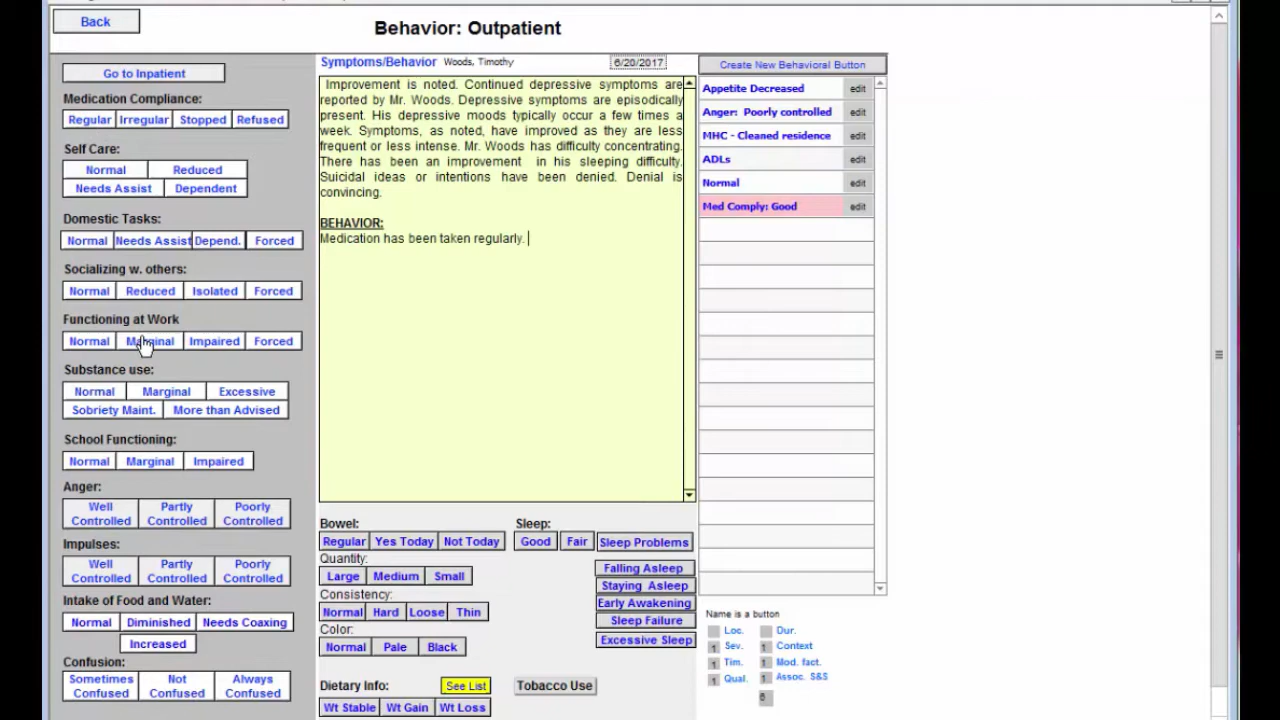 Back
Behavior: Outpatient
Go to Inpatient
Medication Compliance:
Regular Irregular Stopped Refused
Self Care:
Normal Reduced
Needs Assist Dependent
Domestic Tasks:
Normal Needs Assist Depend. Forced
Socializing w. others:
Normal Reduced Isolated Forced
Functioning at Work
Normal Marginal Impaired Forced
Substance use:
Normal Marginal Excessive
Sobriety Maint. More than Advised
School Functioning:
Normal Marginal Impaired
Anger:
Well Controlled Partly Controlled Poorly Controlled
Impulses:
Well Controlled Partly Controlled Poorly Controlled
Intake of Food and Water:
Normal Diminished Needs Coaxing
Increased
Confusion:
Sometimes Confused Not Confused Always Confused
Symptoms/Behavior Woods, Timothy 6/20/2017
Improvement is noted. Continued depressive symptoms are
reported by Mr. Woods. Depressive symptoms are episodically
present. His depressive moods typically occur a few times a
week. Symptoms, as noted, have improved as they are less
frequent or less intense. Mr. Woods has difficulty concentrating.
There has been an improvement in his sleeping difficulty.
Suicidal ideas or intentions have been denied. Denial is
convincing.
BEHAVIOR:
Medication has been taken regularly.
Bowel:
Regular Yes Today Not Today
Quantity:
Large Medium Small
Consistency:
Normal Hard Loose Thin
Color:
Normal Pale Black
Sleep:
Good Fair Sleep Problems
Falling Asleep
Staying Asleep
Early Awakening
Sleep Failure
Excessive Sleep
Dietary Info: See List Tobacco Use
Wt Stable Wt Gain Wt Loss
Create New Behavioral Button
Appetite Decreased edit
Anger: Poorly controlled edit
MHC - Cleaned residence edit
ADLs edit
Normal edit
Med Comply: Good edit
Name is a button
Loc. Dur.
1 Sev. 1 Context
1 Tim. 1 Mod. fact.
1 Qual. 1 Assoc. S&S
6